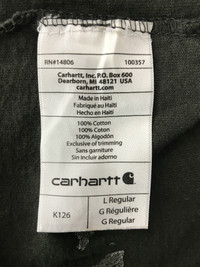 RN#14806 100357
Carhartt, Inc. P.O. Box 600
Dearborn, MI 48121 USA
carhartt.com
Made in Haiti
Fabriqué au Haïti
Hecho en Haití
100% Cotton
100% Coton
100% Algodón
Exclusive of trimming
Sans garniture
Sin incluir adorno
carhartt
K126
L Regular
G Régulière
G Regular